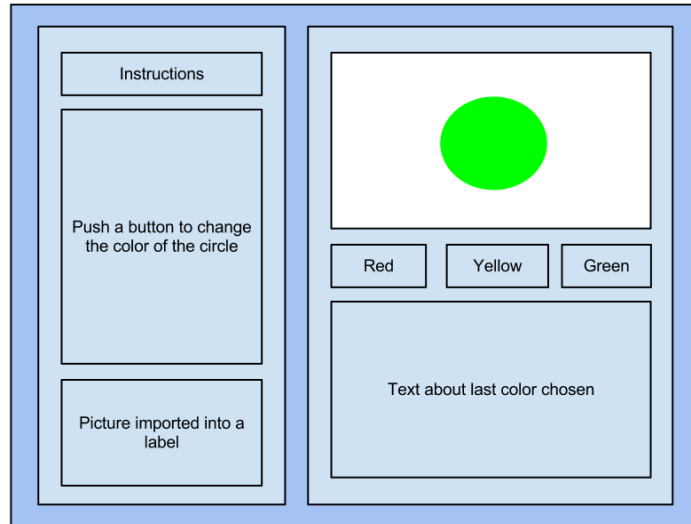 Instructions
Push a button to change
the color of the circle
Picture imported into a
label
Red
Yellow
Green
Text about last color chosen